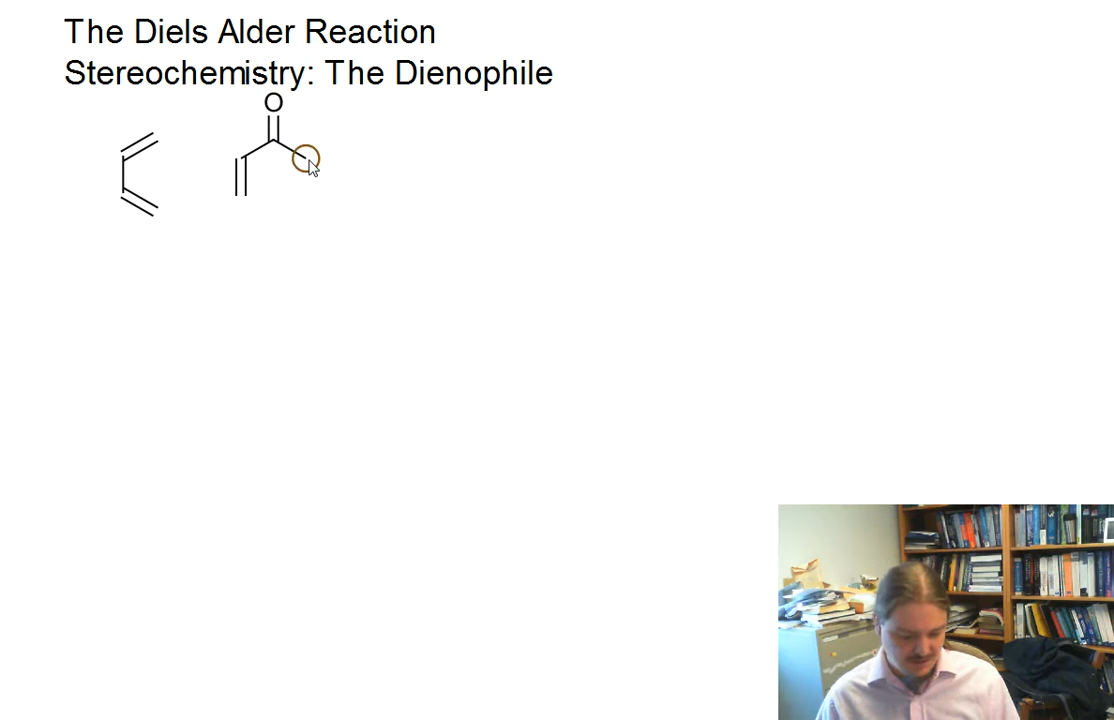 The Diels Alder Reaction
Stereochemistry: The Dienophile
O